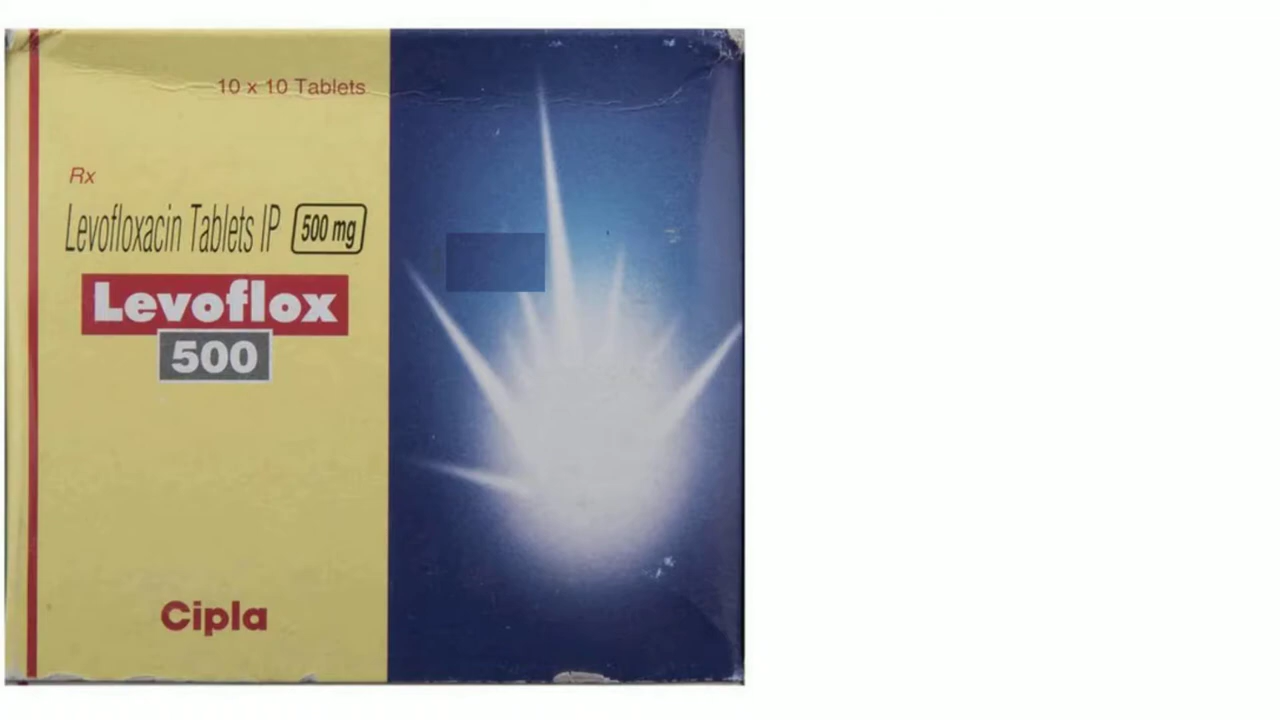 10 x 10 Tablets
Rx
Levofloxacin Tablets IP 500 mg
Levoflox
500
Cipla